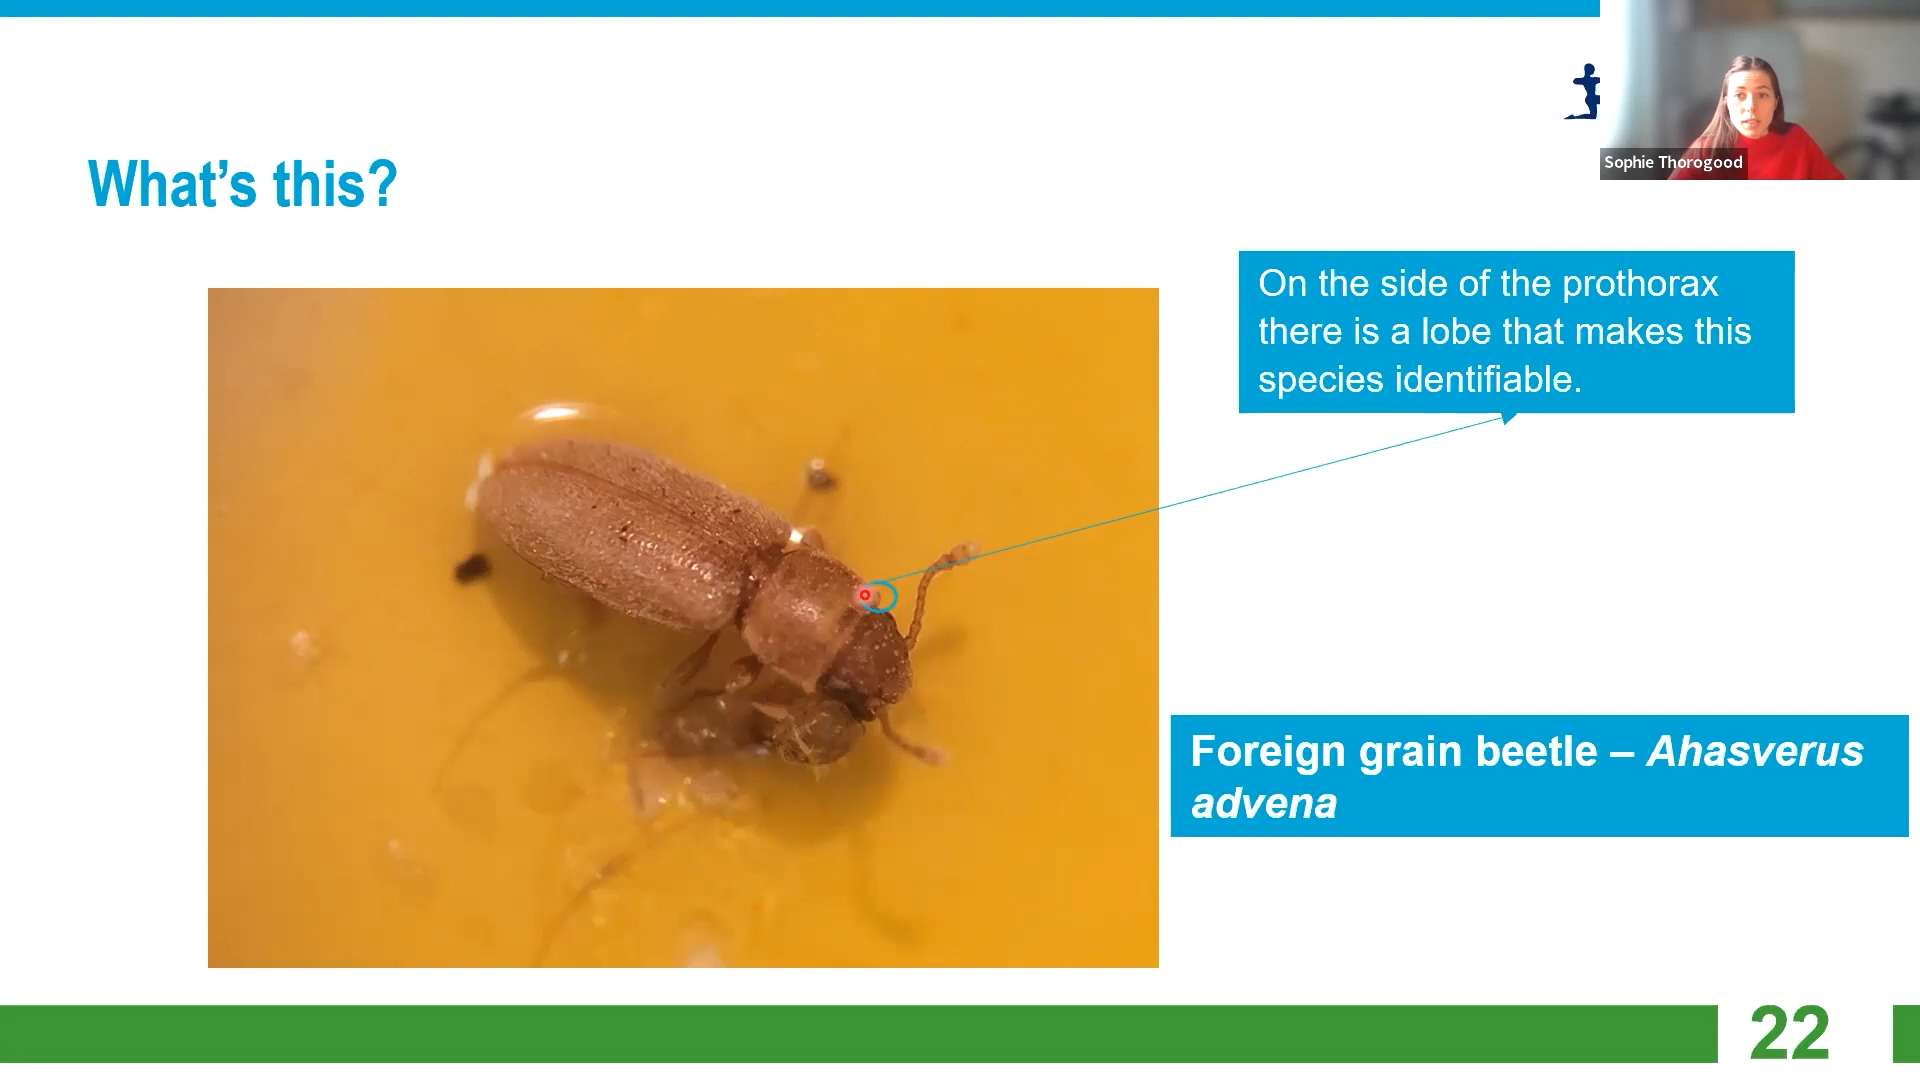 Sophie Thorogood
What's this?
On the side of the prothorax
there is a lobe that makes this
species identifiable.
Foreign grain beetle – Ahasverus
advena
22